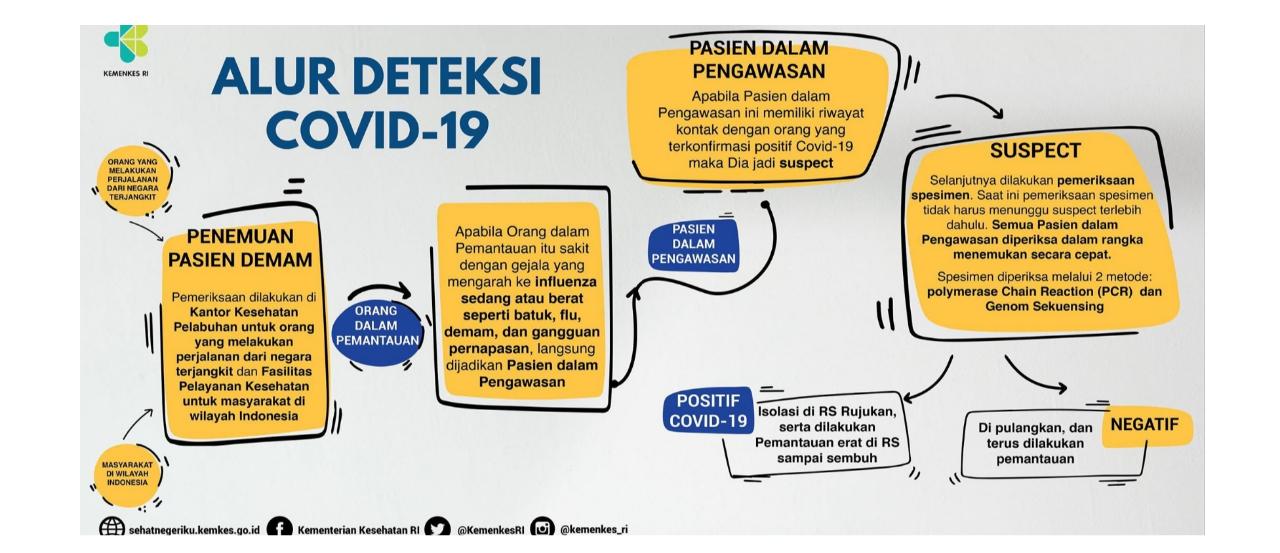 KEMENKES RI
ALUR DETEKSI
COVID-19
ORANG YANG
MELAKUKAN
PERJALANAN
DARI NEGARA
TERJANGKIT
PENEMUAN
PASIEN DEMAM
Pemeriksaan dilakukan di
Kantor Kesehatan
Pelabuhan untuk orang
yang melakukan
perjalanan dari negara
terjangkit dan Fasilitas
Pelayanan Kesehatan
untuk masyarakat di
wilayah Indonesia
MASYARAKAT
DI WILAYAH
INDONESIA
ORANG
DALAM
PEMANTAUAN
Apabila Orang dalam
Pemantauan itu sakit
dengan gejala yang
mengarah ke influenza
sedang atau berat
seperti batuk, flu,
demam, dan gangguan
pernapasan, langsung
dijadikan Pasien dalam
Pengawasan
PASIEN
DALAM
PENGAWASAN
PASIEN DALAM
PENGAWASAN
Apabila Pasien dalam
Pengawasan ini memiliki riwayat
kontak dengan orang yang
terkonfirmasi positif Covid-19
maka Dia jadi suspect
SUSPECT
Selanjutnya dilakukan pemeriksaan
spesimen. Saat ini pemeriksaan spesimen
tidak harus menunggu suspect terlebih
dahulu. Semua Pasien dalam
Pengawasan diperiksa dalam rangka
menemukan secara cepat.
Spesimen diperiksa melalui 2 metode:
polymerase Chain Reaction (PCR) dan
Genom Sekuensing
POSITIF
COVID-19
Isolasi di RS Rujukan,
serta dilakukan
Pemantauan erat di RS
sampai sembuh
Di pulangkan, dan
terus dilakukan
pemantauan
NEGATIF
sehatnegeriku.kemkes.go.id Kementerian Kesehatan RI @KemenkesRI @kemenkes_ri